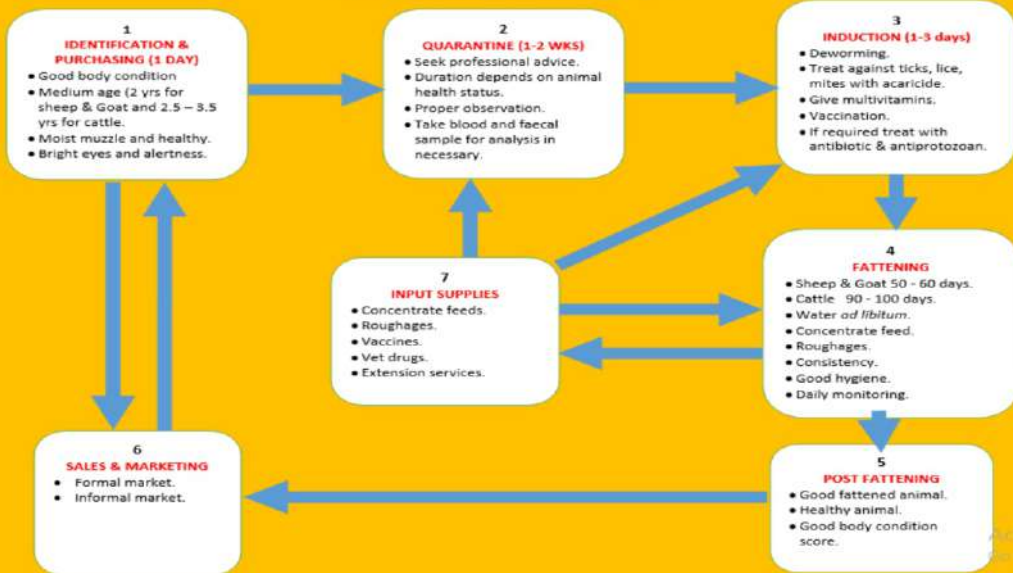 1
IDENTIFICATION &
PURCHASING (1 DAY)
• Good body condition
• Medium age (2 yrs for
sheep & Goat and 2.5 – 3.5
yrs for cattle.
• Moist muzzle and healthy.
• Bright eyes and alertness.
2
QUARANTINE (1-2 WKS)
• Seek professional advice.
• Duration depends on animal
health status.
• Proper observation.
• Take blood and faecal
sample for analysis in
necessary.
3
INDUCTION (1-3 days)
• Deworming.
• Treat against ticks, lice,
mites with acaricide.
• Give multivitamins.
• Vaccination.
• If required treat with
antibiotic & antiprotozoan.
4
FATTENING
• Sheep & Goat 50 - 60 days.
• Cattle 90 - 100 days.
• Water ad libitum.
• Concentrate feed.
• Roughages.
• Consistency.
• Good hygiene.
• Daily monitoring.
5
POST FATTENING
• Good fattened animal.
• Healthy animal.
• Good body condition
score.
6
SALES & MARKETING
• Formal market.
• Informal market.
7
INPUT SUPPLIES
• Concentrate feeds.
• Roughages.
• Vaccines.
• Vet drugs.
• Extension services.